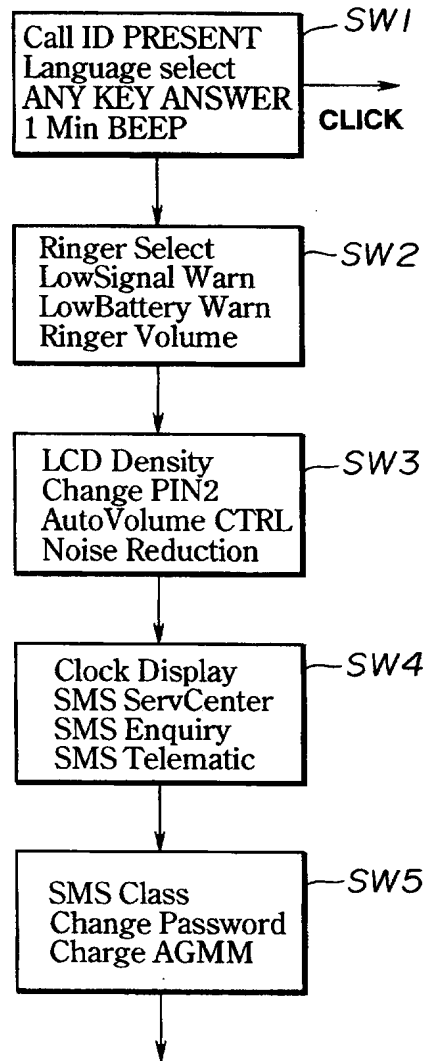 Call ID PRESENT
Language select
ANY KEY ANSWER
1 Min BEEP
SW1
CLICK
Ringer Select
LowSignal Warn
LowBattery Warn
Ringer Volume
SW2
LCD Density
Change PIN2
AutoVolume CTRL
Noise Reduction
SW3
Clock Display
SMS ServCenter
SMS Enquiry
SMS Telematic
SW4
SMS Class
Change Password
Charge AGMM
SW5